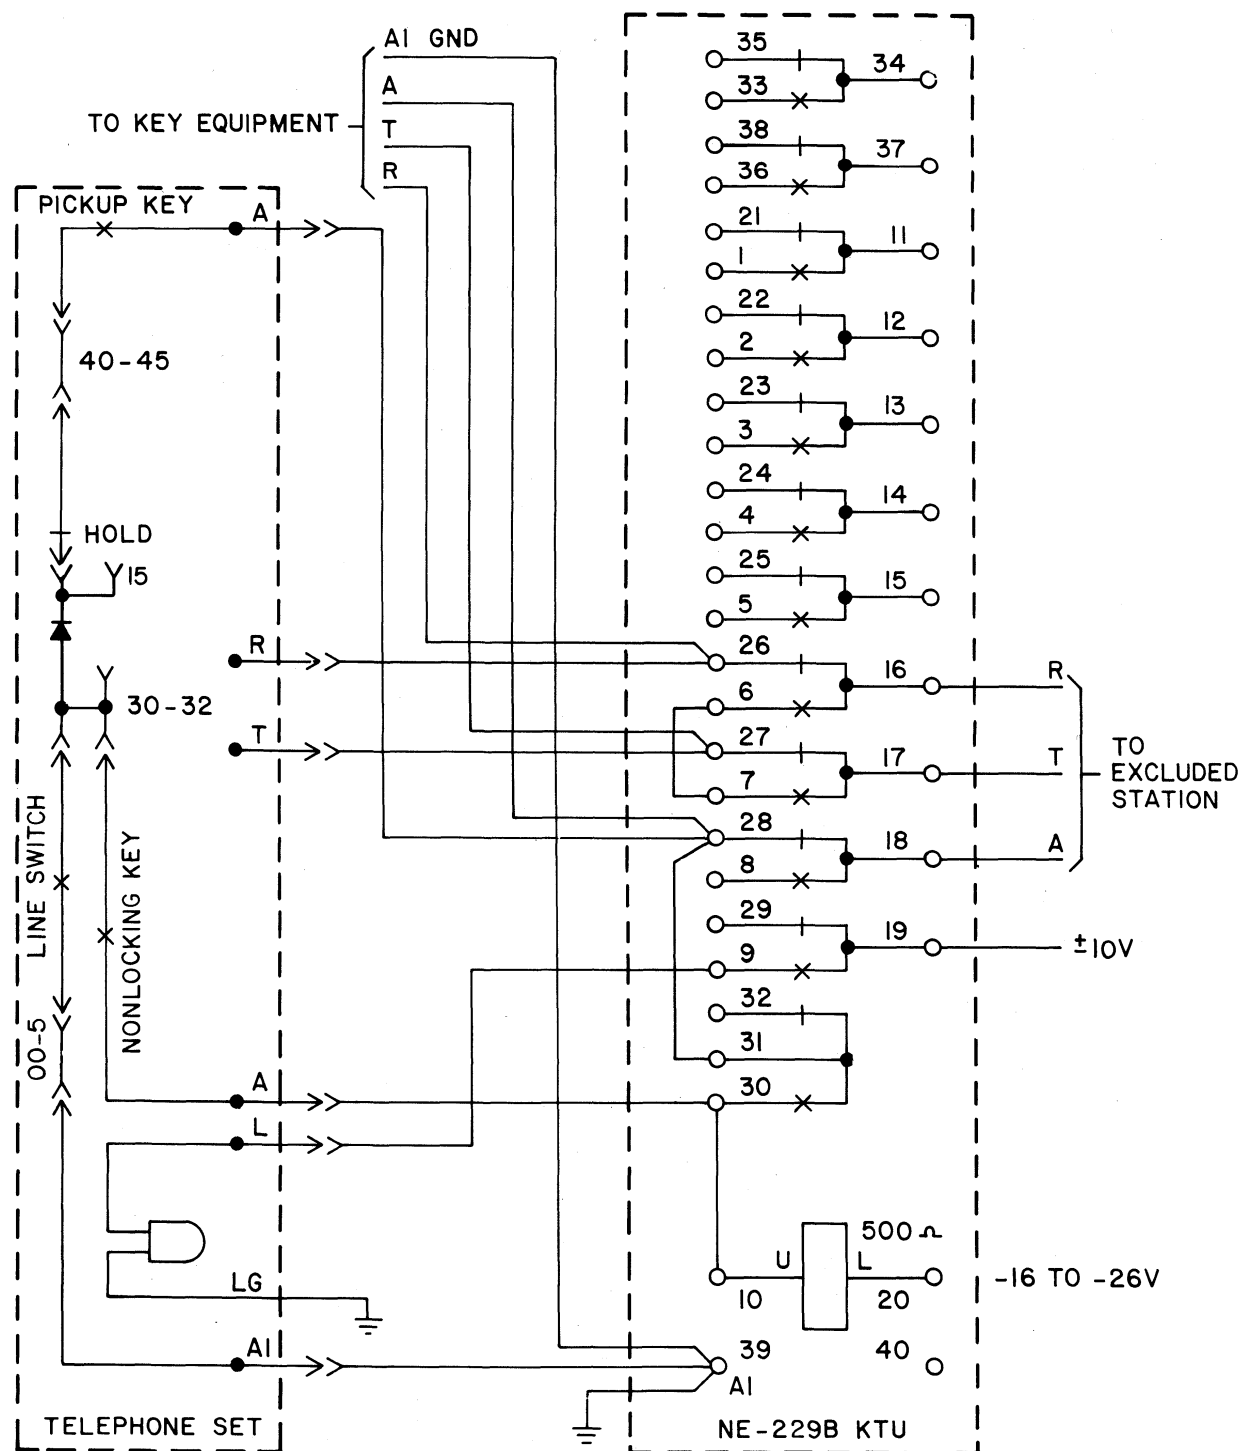 A1 GND
A
TO KEY EQUIPMENT
T
R
PICKUP KEY
A
40-45
HOLD
15
R
30-32
T
LINE SWITCH
NONLOCKING KEY
00-5
A
L
LG
A1
TELEPHONE SET
35
34
33
38
37
36
21
11
1
22
12
2
23
13
3
24
14
4
25
15
5
26
16
R
6
27
17
T
7
TO
EXCLUDED
STATION
28
18
A
8
29
19
±10V
9
32
31
30
500 Ω
U
L
-16 TO -26V
10
20
39
40
A1
NE-229B KTU